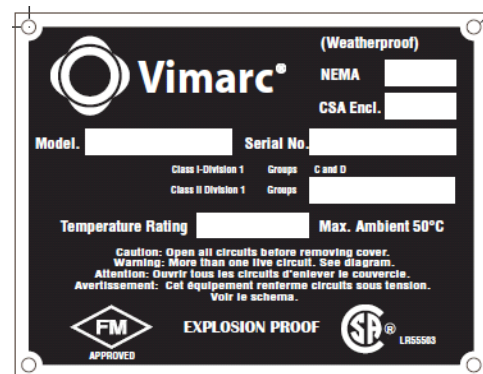 (Weatherproof)
Vimarc®
NEMA
CSA Encl.
Model. Serial No.
Class I-Division 1 Groups C and D
Class II Division 1 Groups
Temperature Rating Max. Ambient 50°C
Caution: Open all circuits before removing cover.
Warning: More than one live circuit. See diagram.
Attention: Ouvrir tous les circuits d'enlever le couvercle.
Avertissement: Cet équipement renferme circuits sous tension.
Voir le schema.
FM EXPLOSION PROOF SA ®
APPROVED LR55503